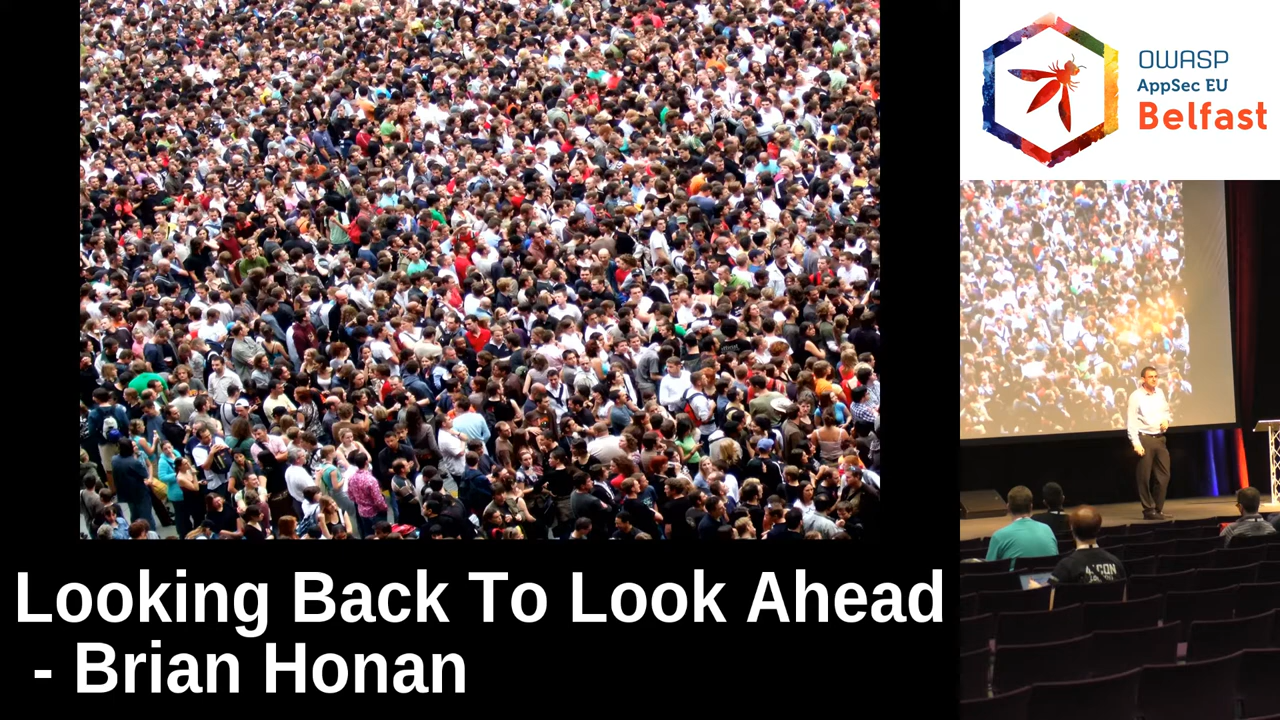 OWASP
AppSec EU
Belfast
Looking Back To Look Ahead
- Brian Honan